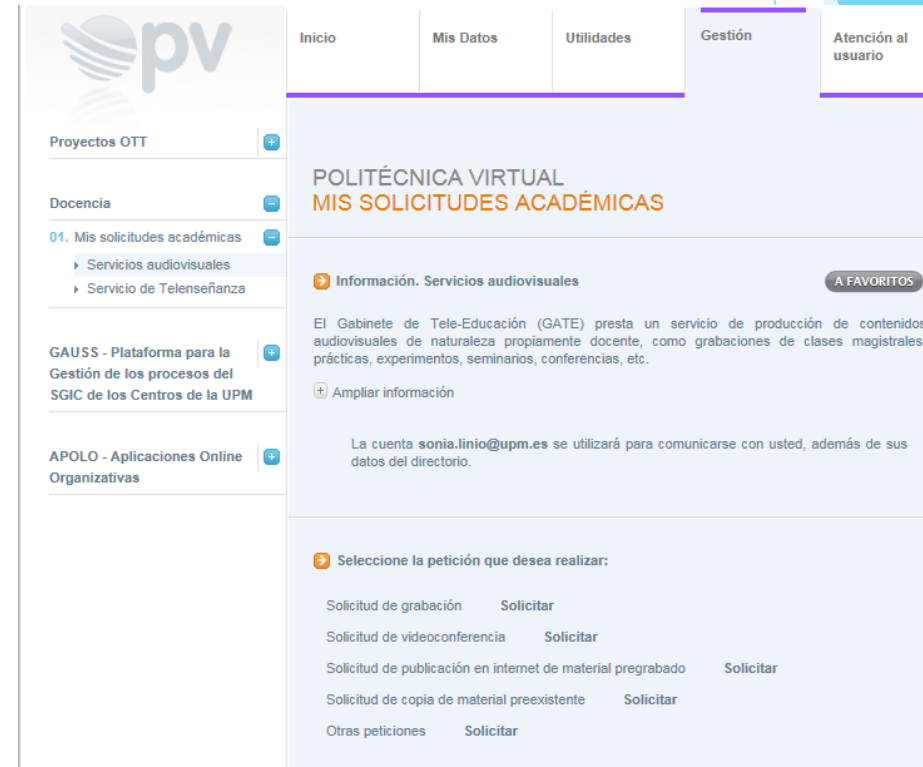 pv
Inicio
Mis Datos
Utilidades
Gestión
Atención al
usuario
Proyectos OTT
Docencia
01. Mis solicitudes académicas
Servicios audiovisuales
Servicio de Telenseñanza
GAUSS - Plataforma para la
Gestión de los procesos del
SGIC de los Centros de la UPM
APOLO - Aplicaciones Online
Organizativas
POLITÉCNICA VIRTUAL
MIS SOLICITUDES ACADÉMICAS
Información. Servicios audiovisuales
A FAVORITOS
El Gabinete de Tele-Educación (GATE) presta un servicio de producción de contenidos
audiovisuales de naturaleza propiamente docente, como grabaciones de clases magistrales
prácticas, experimentos, seminarios, conferencias, etc.
Ampliar información
La cuenta sonia.linio@upm.es se utilizará para comunicarse con usted, además de sus
datos del directorio.
Seleccione la petición que desea realizar:
Solicitud de grabación Solicitar
Solicitud de videoconferencia Solicitar
Solicitud de publicación en internet de material pregrabado Solicitar
Solicitud de copia de material preexistente Solicitar
Otras peticiones Solicitar